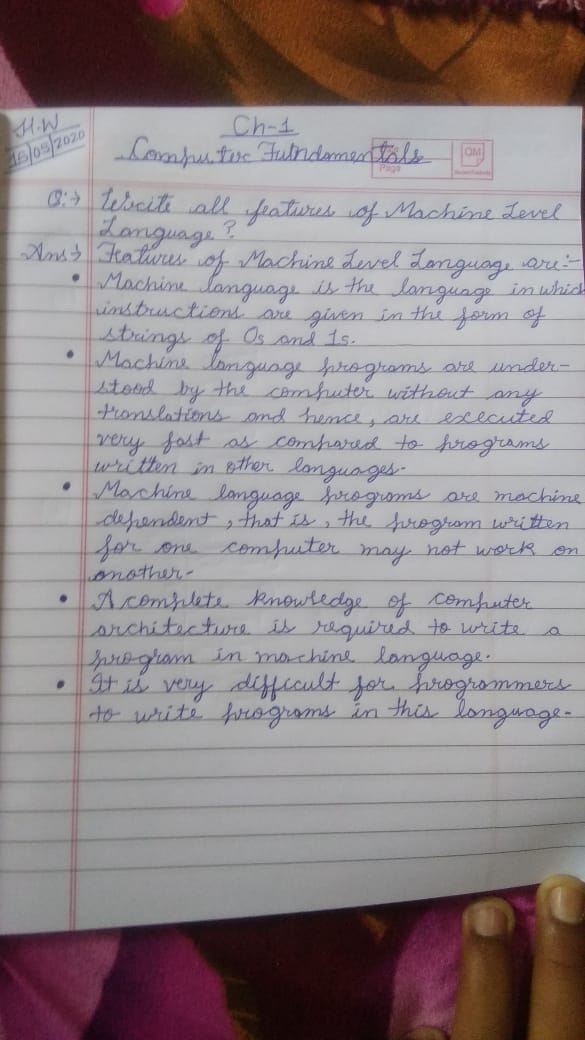 H.W
15/05/2020
Ch-1
Computer Fulndamentals
Page
OM
Q:→ Write all features of Machine Level
Language?
Ans→ Features of Machine Level Language are:-
• Machine language is the language in which
instructions are given in the form of
strings of 0s and 1s.
• Machine language programs are under-
stood by the computer without any
translations and hence, are executed
very fast as compared to programs
written in other languages.
• Machine language programs are machine
dependent, that is, the program written
for one computer may not work on
another.
• A complete knowledge of computer
architecture is required to write a
program in machine language.
• It is very difficult for programmers
to write programs in this language.